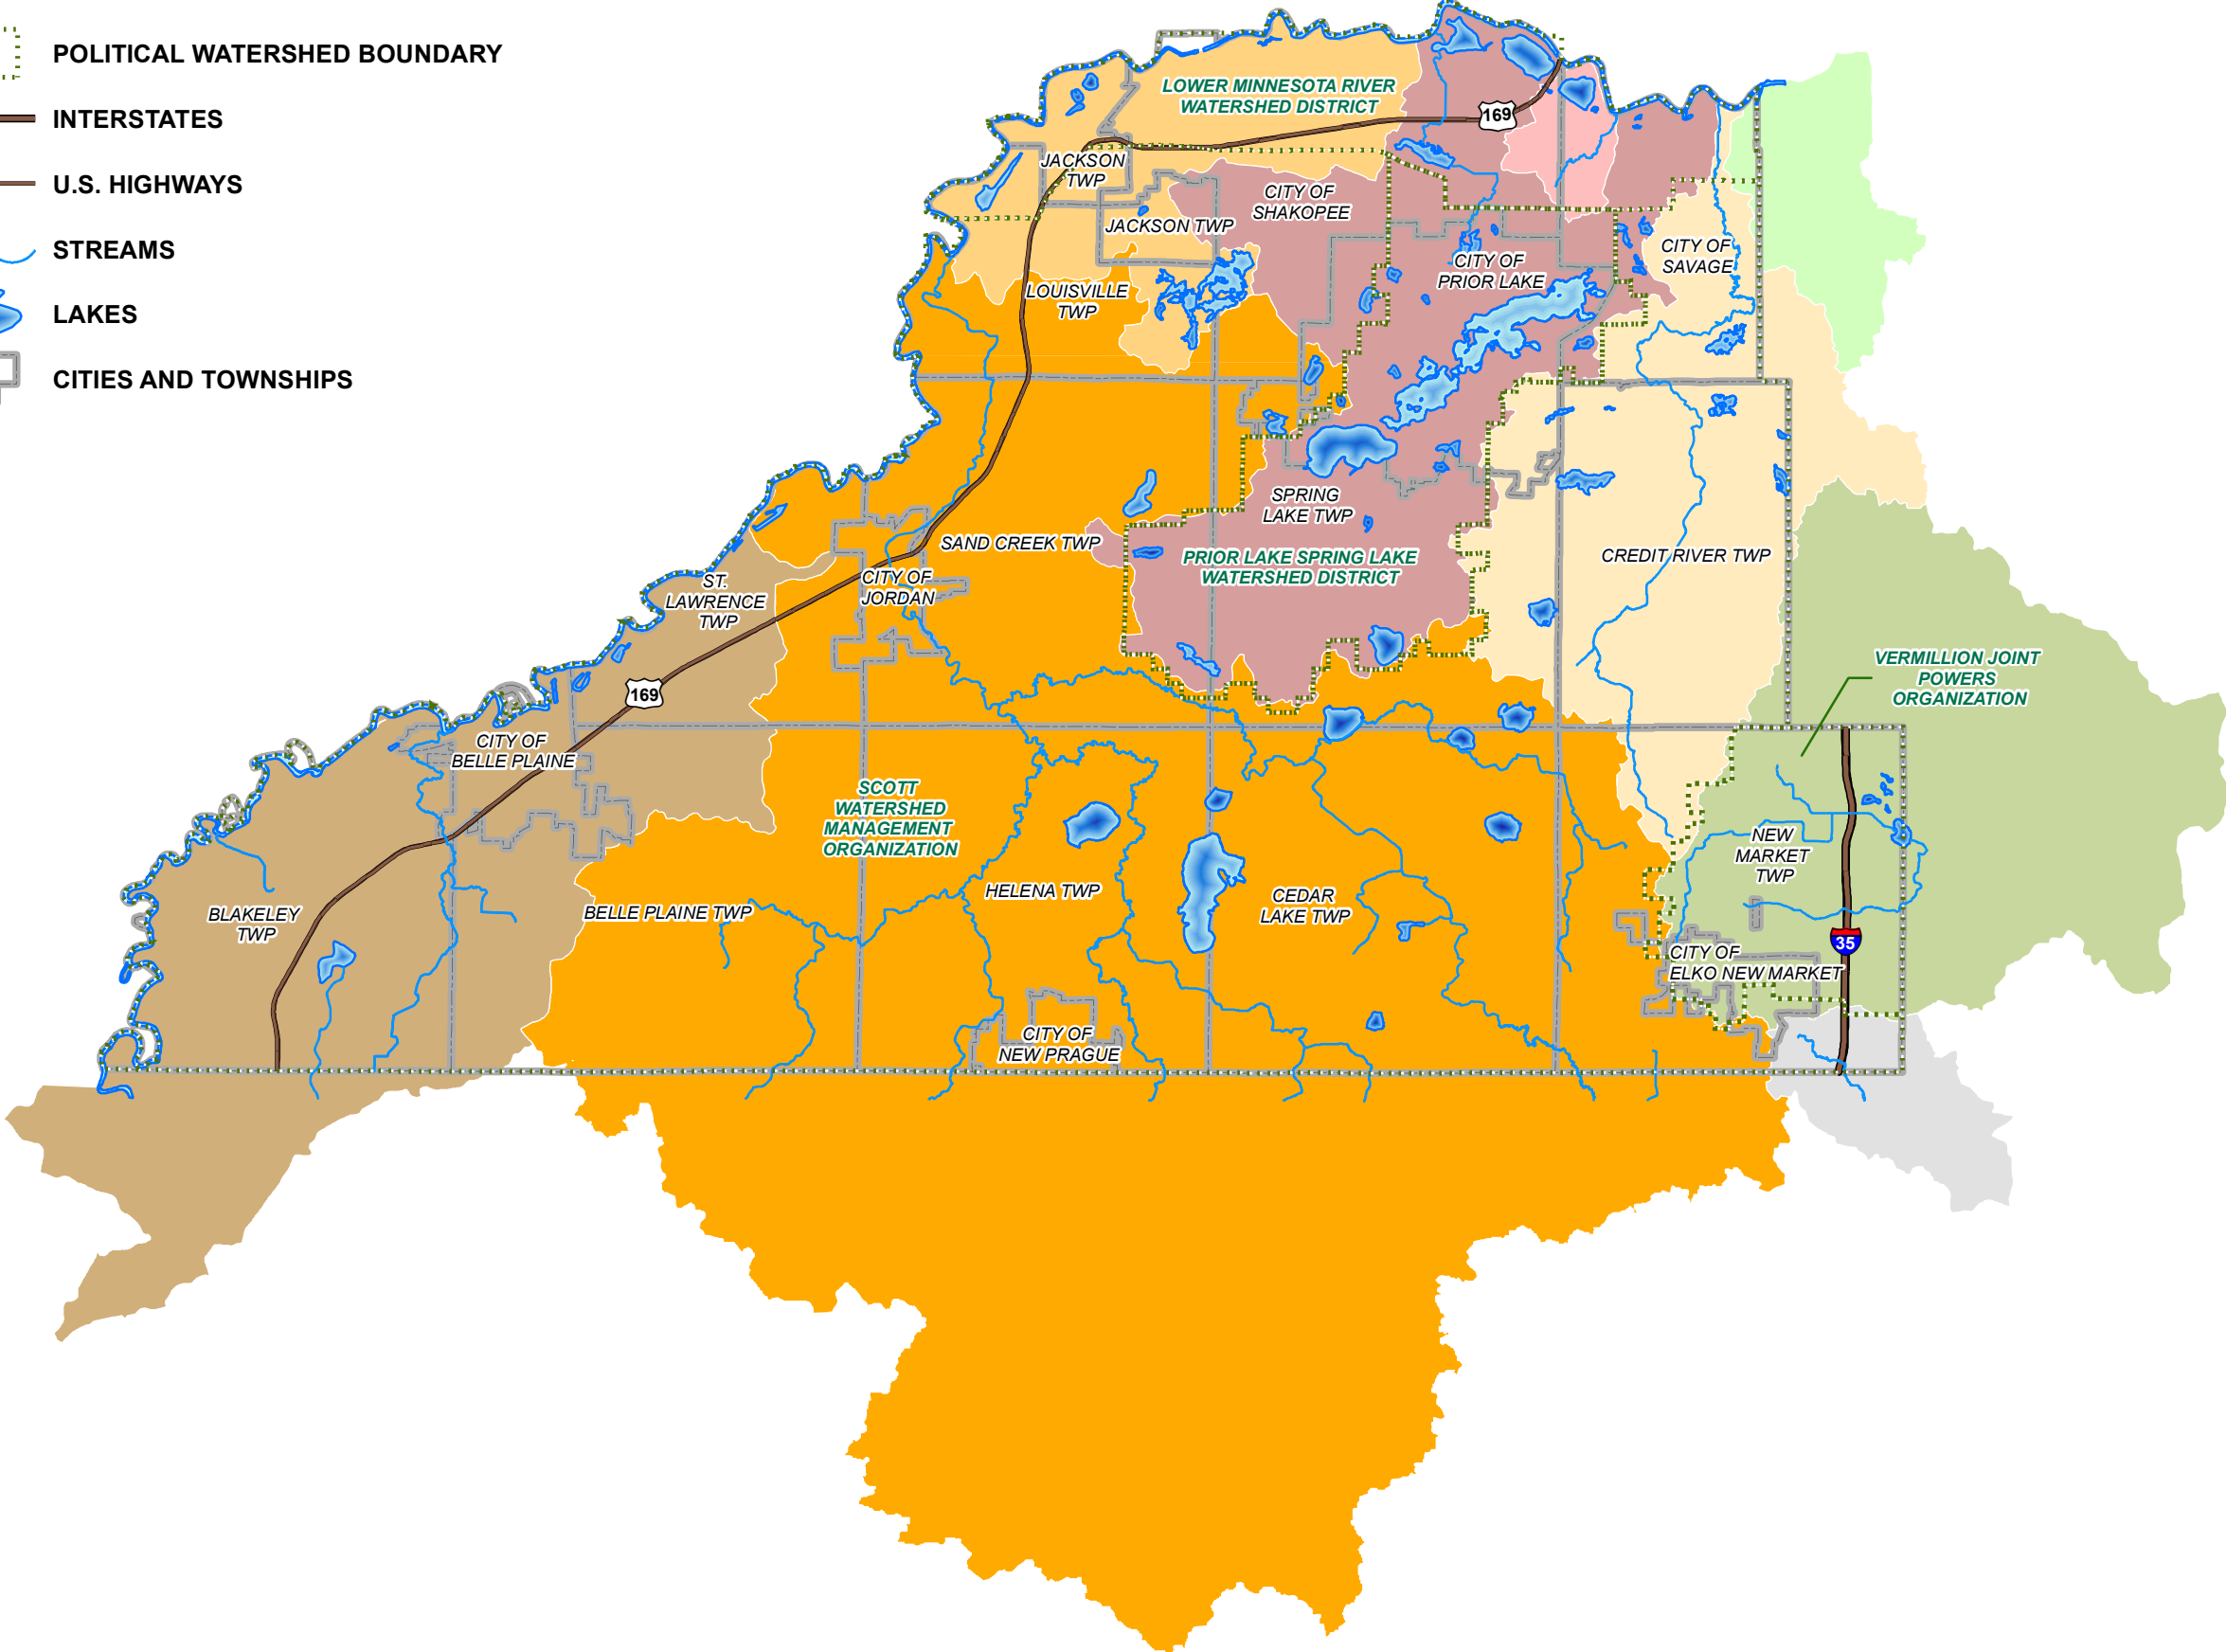 POLITICAL WATERSHED BOUNDARY
INTERSTATES
U.S. HIGHWAYS
STREAMS
LAKES
CITIES AND TOWNSHIPS
LOWER MINNESOTA RIVER
WATERSHED DISTRICT
169
JACKSON
TWP
CITY OF
SHAKOPEE
JACKSON TWP
CITY OF
PRIOR LAKE
CITY OF
SAVAGE
LOUISVILLE
TWP
SPRING
LAKE TWP
SAND CREEK TWP
PRIOR LAKE SPRING LAKE
WATERSHED DISTRICT
CREDIT RIVER TWP
CITY OF
JORDAN
ST.
LAWRENCE
TWP
169
VERMILLION JOINT
POWERS
ORGANIZATION
CITY OF
BELLE PLAINE
SCOTT
WATERSHED
MANAGEMENT
ORGANIZATION
NEW
MARKET
TWP
HELENA TWP
CEDAR
LAKE TWP
BELLE PLAINE TWP
BLAKELEY
TWP
35
CITY OF
ELKO NEW MARKET
CITY OF
NEW PRAGUE